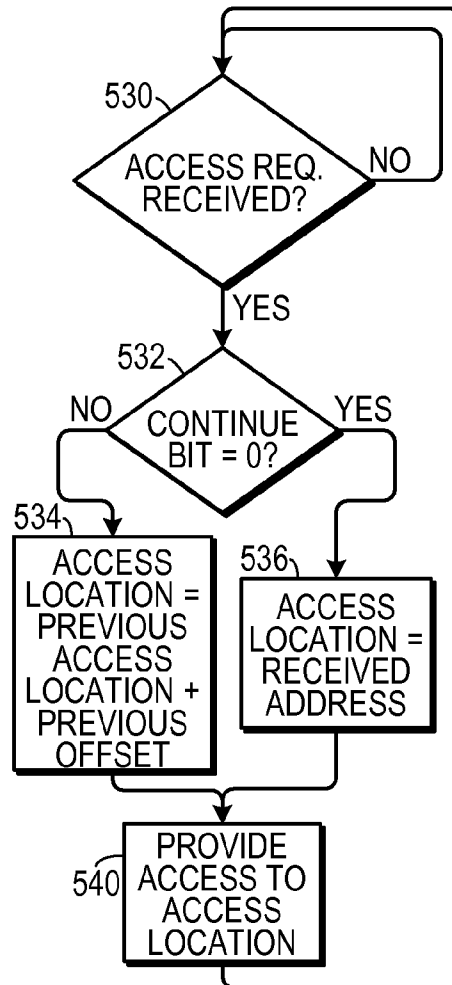 530
ACCESS REQ.
RECEIVED?
NO
YES
532
NO
YES
CONTINUE
BIT = 0?
534
ACCESS
LOCATION =
PREVIOUS
ACCESS
LOCATION +
PREVIOUS
OFFSET
536
ACCESS
LOCATION =
RECEIVED
ADDRESS
540
PROVIDE
ACCESS TO
ACCESS
LOCATION